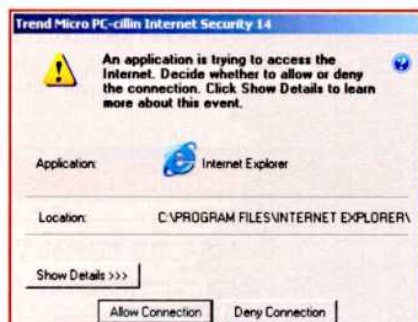 Trend Micro PC-cillin Internet Security 14
An application is trying to access the
Internet. Decide whether to allow or deny
the connection. Click Show Details to learn
more about this event.
Application: Internet Explorer
Location: C:\PROGRAM FILES\INTERNET EXPLORER\
Show Details >>>
Allow Connection Deny Connection